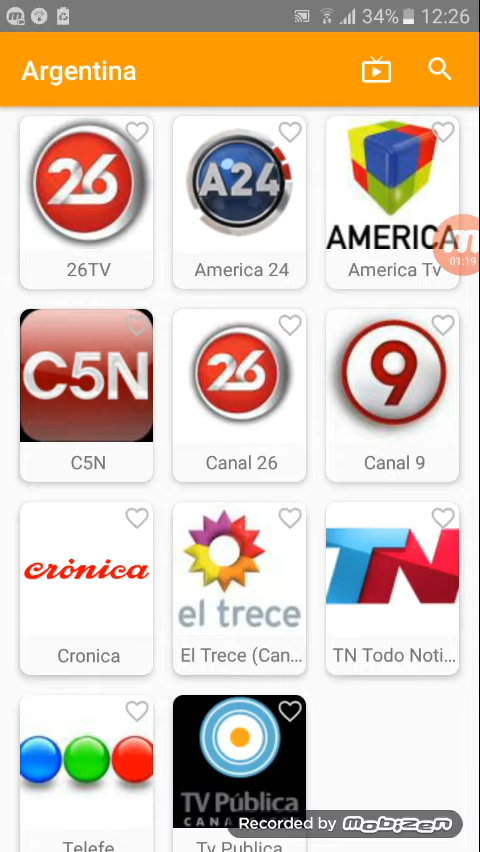 34% 12:26
Argentina
26
26TV
A24
America 24
AMERICA
America Tv
01:19
C5N
C5N
26
Canal 26
9
Canal 9
crónica
Cronica
el trece
El Trece (Can...
TN
TN Todo Noti...
Telefe
TV Pública
CANA
Tv Publica
Recorded by mobizen